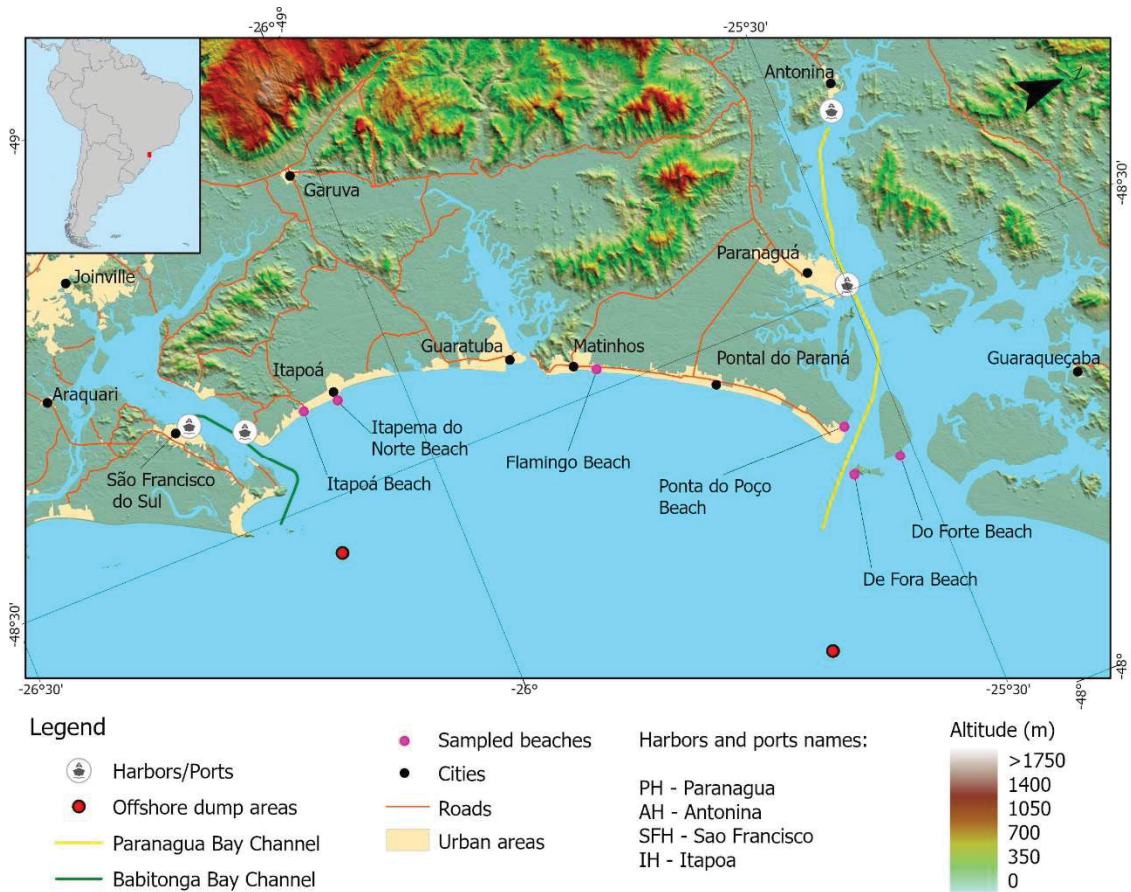 -26°
-49°
-25°30'
-49°
-48°30'
Antonina
Garuva
Joinville
Paranaguá
Guaratuba
Matinhos
Pontal do Paraná
Guaraqueçaba
Itapoá
Araquari
Itapema do
Norte Beach
Flamingo Beach
São Francisco
do Sul
Itapoá Beach
Ponta do Poço
Beach
Do Forte Beach
De Fora Beach
-48°30'
-48°
-26°30'
-26°
-25°30'
-48°
Legend
Harbors/Ports
Offshore dump areas
Paranagua Bay Channel
Babitonga Bay Channel
Sampled beaches
Cities
Roads
Urban areas
Harbors and ports names:
PH - Paranagua
AH - Antonina
SFH - Sao Francisco
IH - Itapoa
Altitude (m)
>1750
1400
1050
700
350
0